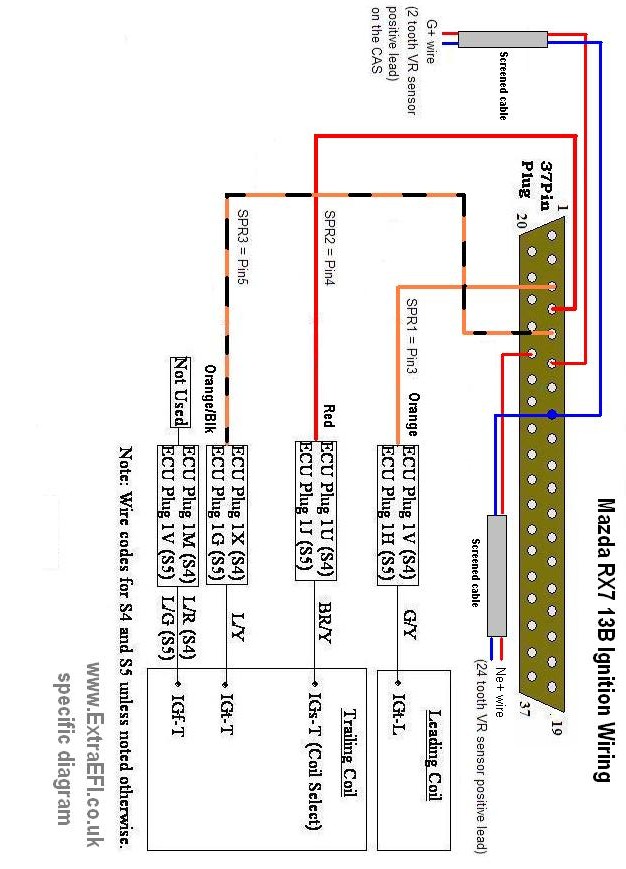 Mazda RX7 13B Ignition Wiring
G+ wire
(2 tooth VR sensor
positive lead)
on the CAS
Screened cable
37Pin
Plug
1
20
19
37
SPR3 = Pin5
SPR2 = Pin4
SPR1 = Pin3
Orange
Red
Orange/Blk
Not Used
ECU Plug 1V (S4)
ECU Plug 1H (S5)
ECU Plug 1U (S4)
ECU Plug 1J (S5)
ECU Plug 1X (S4)
ECU Plug 1G (S5)
ECU Plug 1M (S4)
ECU Plug 1V (S5)
Screened cable
Ne+ wire
(24 tooth VR sensor positive lead)
G/Y
BR/Y
L/Y
L/R (S4)
L/G (S5)
Leading Coil
IGt-L
Trailing Coil
IGs-T (Coil Select)
IGt-T
IGf-T
Note: Wire codes for S4 and S5 unless noted otherwise.
www.ExtraEFI.co.uk
specific diagram